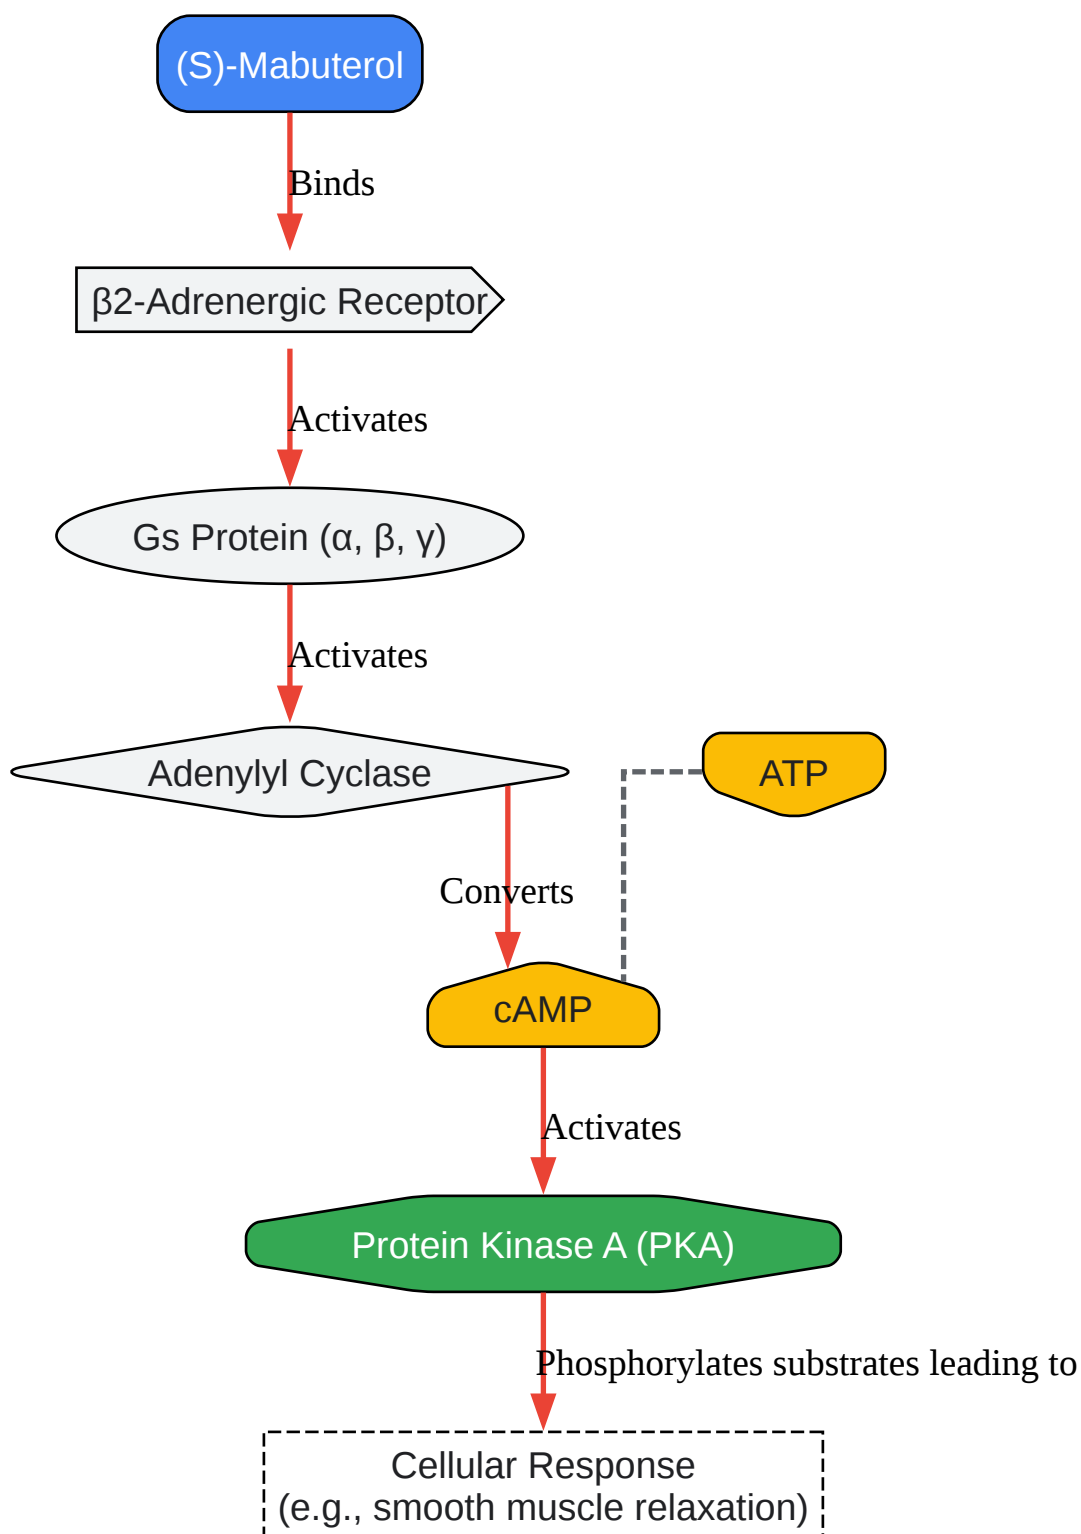 (S)-Mabuterol
Binds
β2-Adrenergic Receptor
Activates
Gs Protein (α, β, γ)
Activates
Adenylyl Cyclase
ATP
Converts
cAMP
Activates
Protein Kinase A (PKA)
Phosphorylates substrates leading to
Cellular Response
(e.g., smooth muscle relaxation)